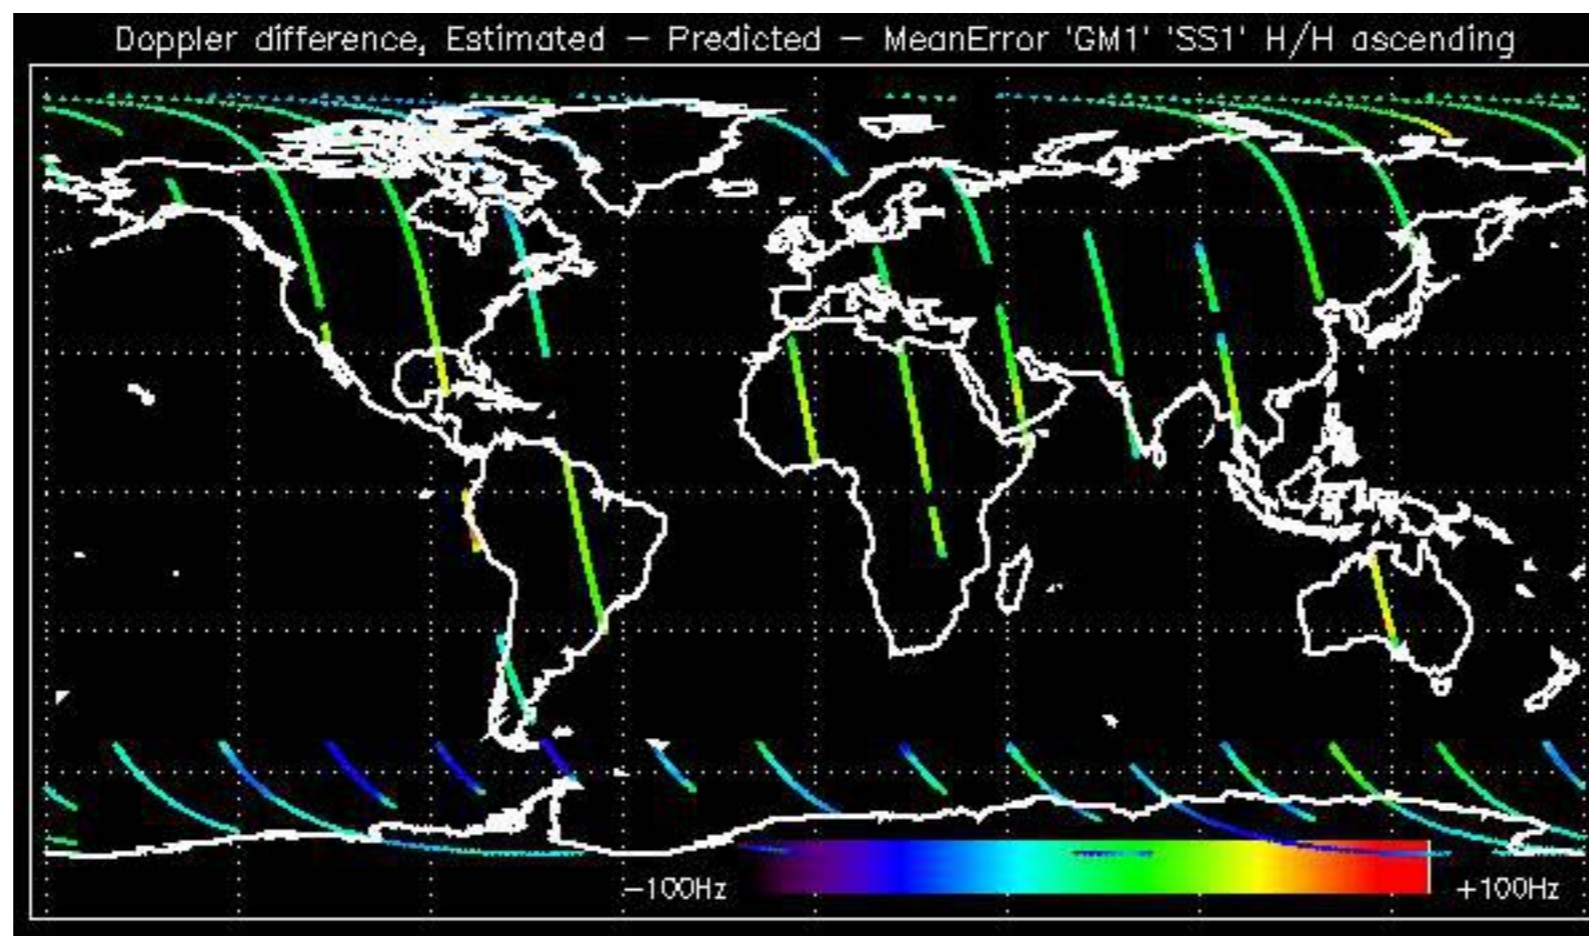 Doppler difference, Estimated – Predicted – MeanError 'GM1' 'SS1' H/H ascending
−100Hz +100Hz